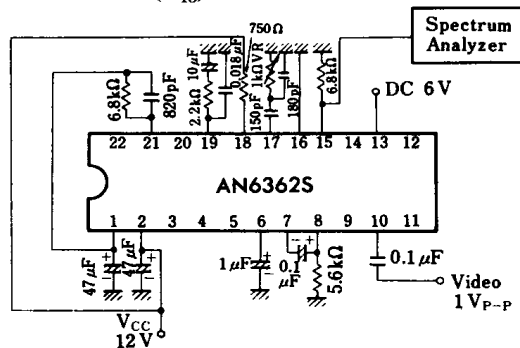 750Ω
Spectrum
Analyzer
10μF
0.018μF
1kΩVR
6.8kΩ
820pF
2.2kΩ
150pF
180pF
6.8kΩ
DC 6V
22 21 20 19 18 17 16 15 14 13 12
AN6362S
1 2 3 4 5 6 7 8 9 10 11
47μF
47μF
1μF
0.1
μF
5.6kΩ
0.1μF
VCC
12V
Video
1VP-P